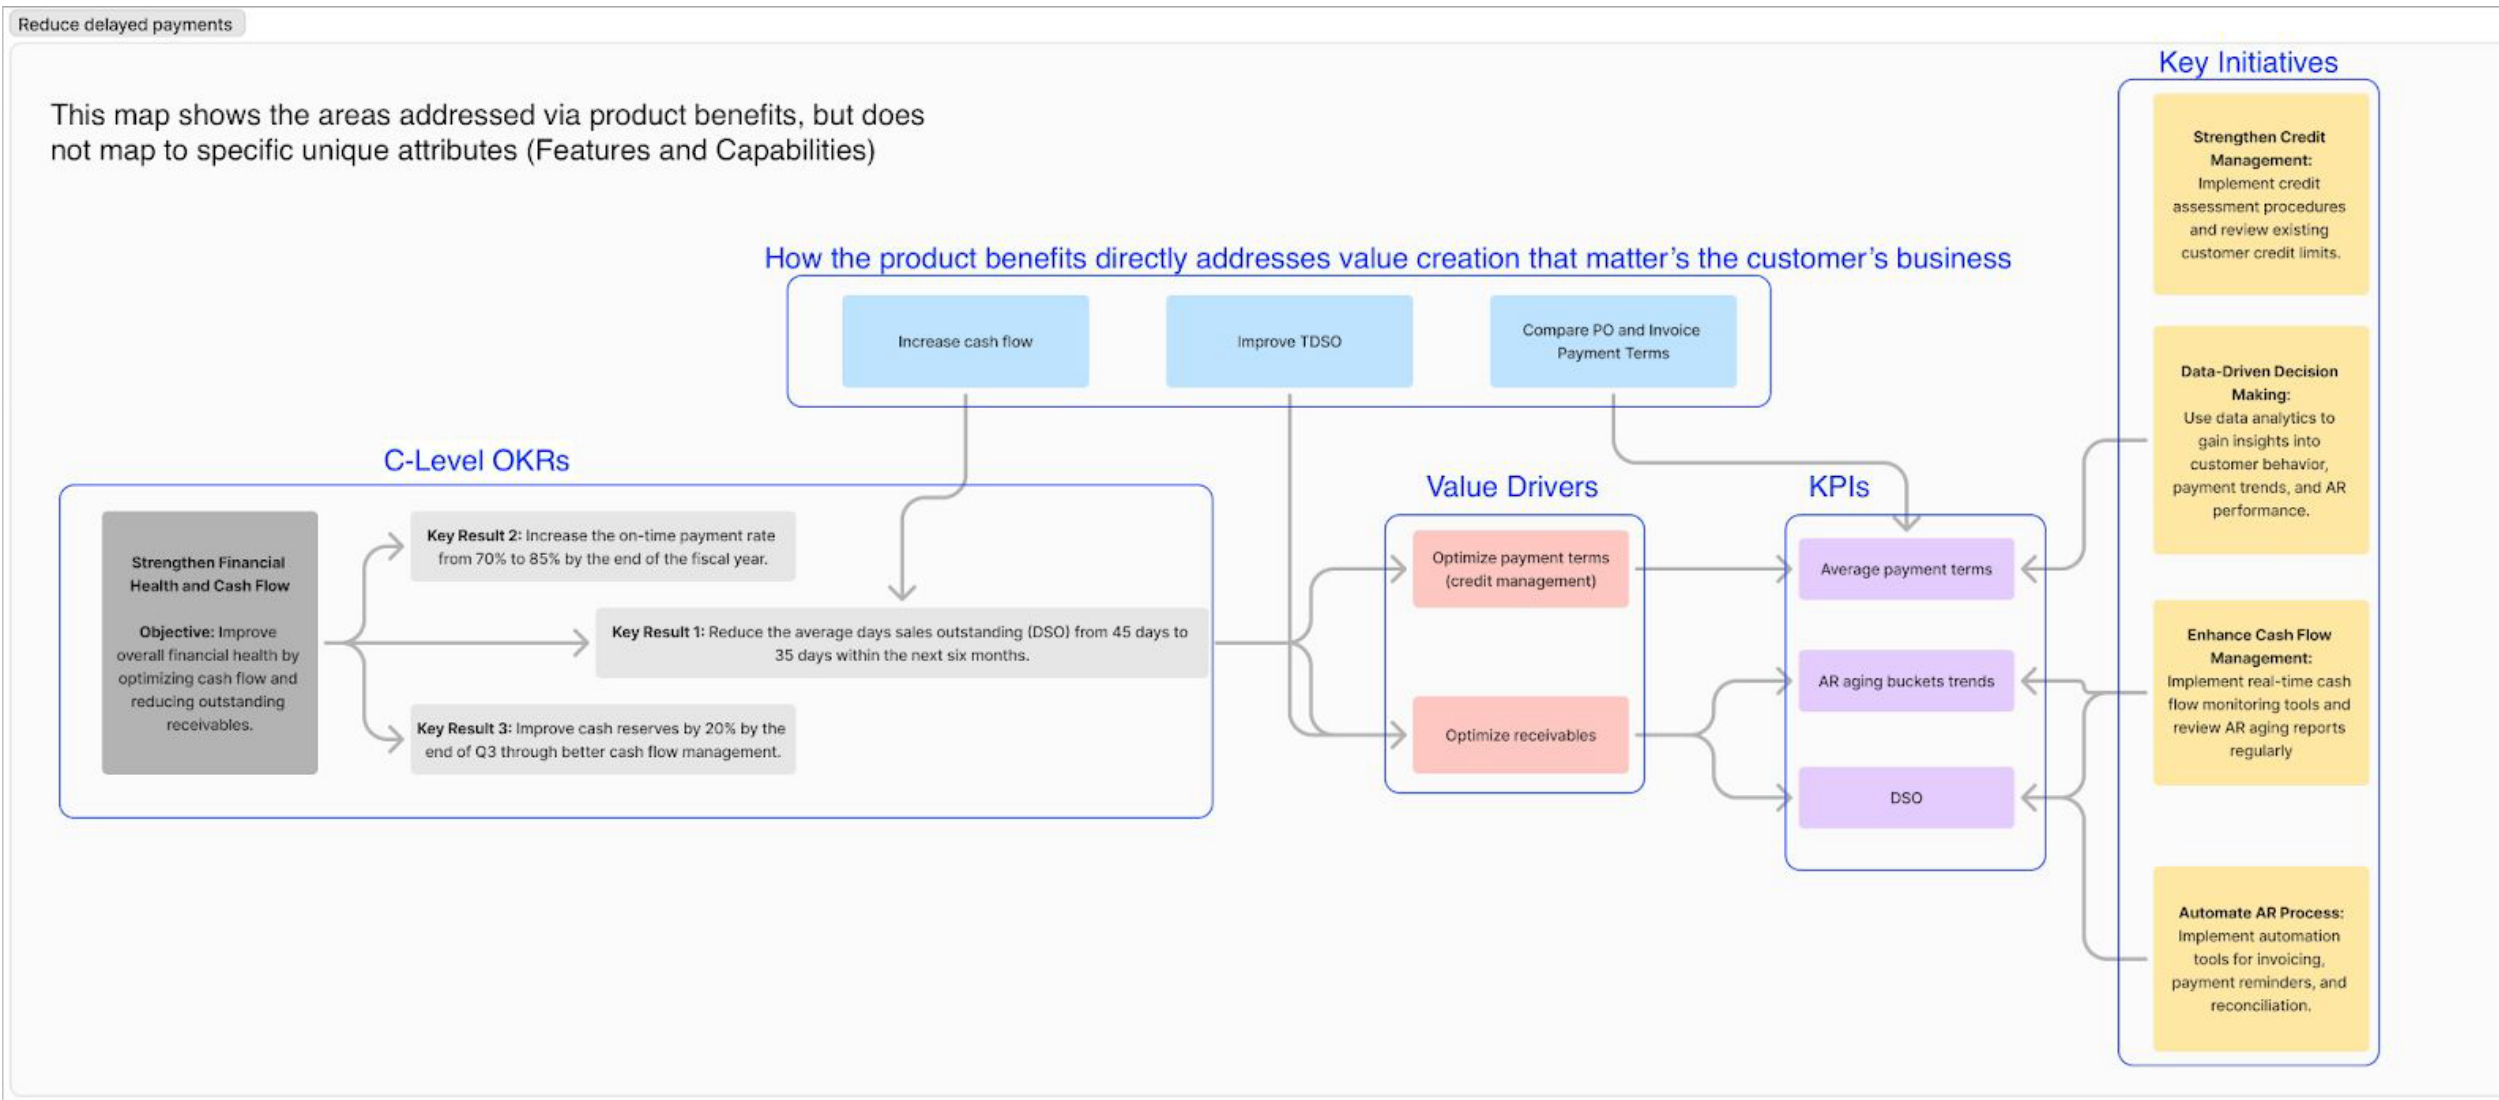 Reduce delayed payments
This map shows the areas addressed via product benefits, but does
not map to specific unique attributes (Features and Capabilities)
How the product benefits directly addresses value creation that matter's the customer's business
Increase cash flow
Improve TDSO
Compare PO and Invoice
Payment Terms
C-Level OKRs
Strengthen Financial
Health and Cash Flow
Objective: Improve
overall financial health by
optimizing cash flow and
reducing outstanding
receivables.
Key Result 2: Increase the on-time payment rate
from 70% to 85% by the end of the fiscal year.
Key Result 1: Reduce the average days sales outstanding (DSO) from 45 days to
35 days within the next six months.
Key Result 3: Improve cash reserves by 20% by the
end of Q3 through better cash flow management.
Value Drivers
Optimize payment terms
(credit management)
Optimize receivables
KPIs
Average payment terms
AR aging buckets trends
DSO
Key Initiatives
Strengthen Credit
Management:
Implement credit
assessment procedures
and review existing
customer credit limits.
Data-Driven Decision
Making:
Use data analytics to
gain insights into
customer behavior,
payment trends, and AR
performance.
Enhance Cash Flow
Management:
Implement real-time cash
flow monitoring tools and
review AR aging reports
regularly
Automate AR Process:
Implement automation
tools for invoicing,
payment reminders, and
reconciliation.